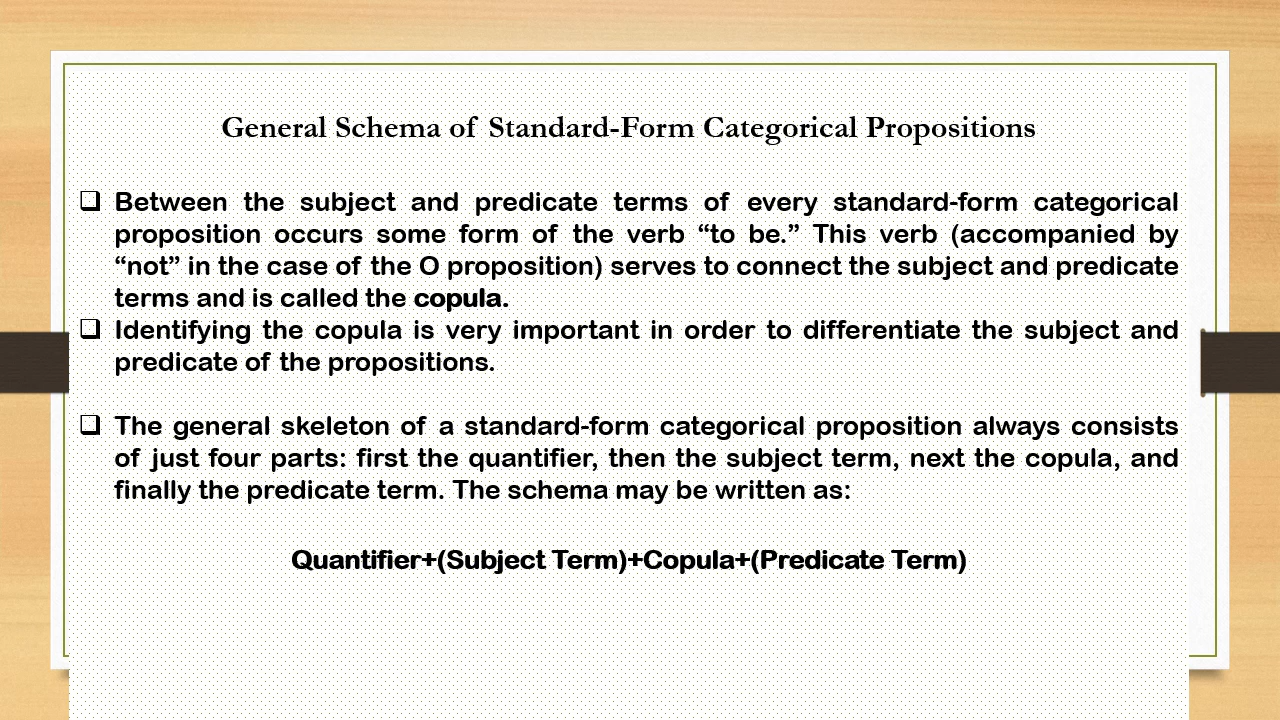 General Schema of Standard-Form Categorical Propositions
❑ Between the subject and predicate terms of every standard-form categorical
proposition occurs some form of the verb “to be.” This verb (accompanied by
“not” in the case of the O proposition) serves to connect the subject and predicate
terms and is called the copula.
❑ Identifying the copula is very important in order to differentiate the subject and
predicate of the propositions.
❑ The general skeleton of a standard-form categorical proposition always consists
of just four parts: first the quantifier, then the subject term, next the copula, and
finally the predicate term. The schema may be written as:
Quantifier+(Subject Term)+Copula+(Predicate Term)